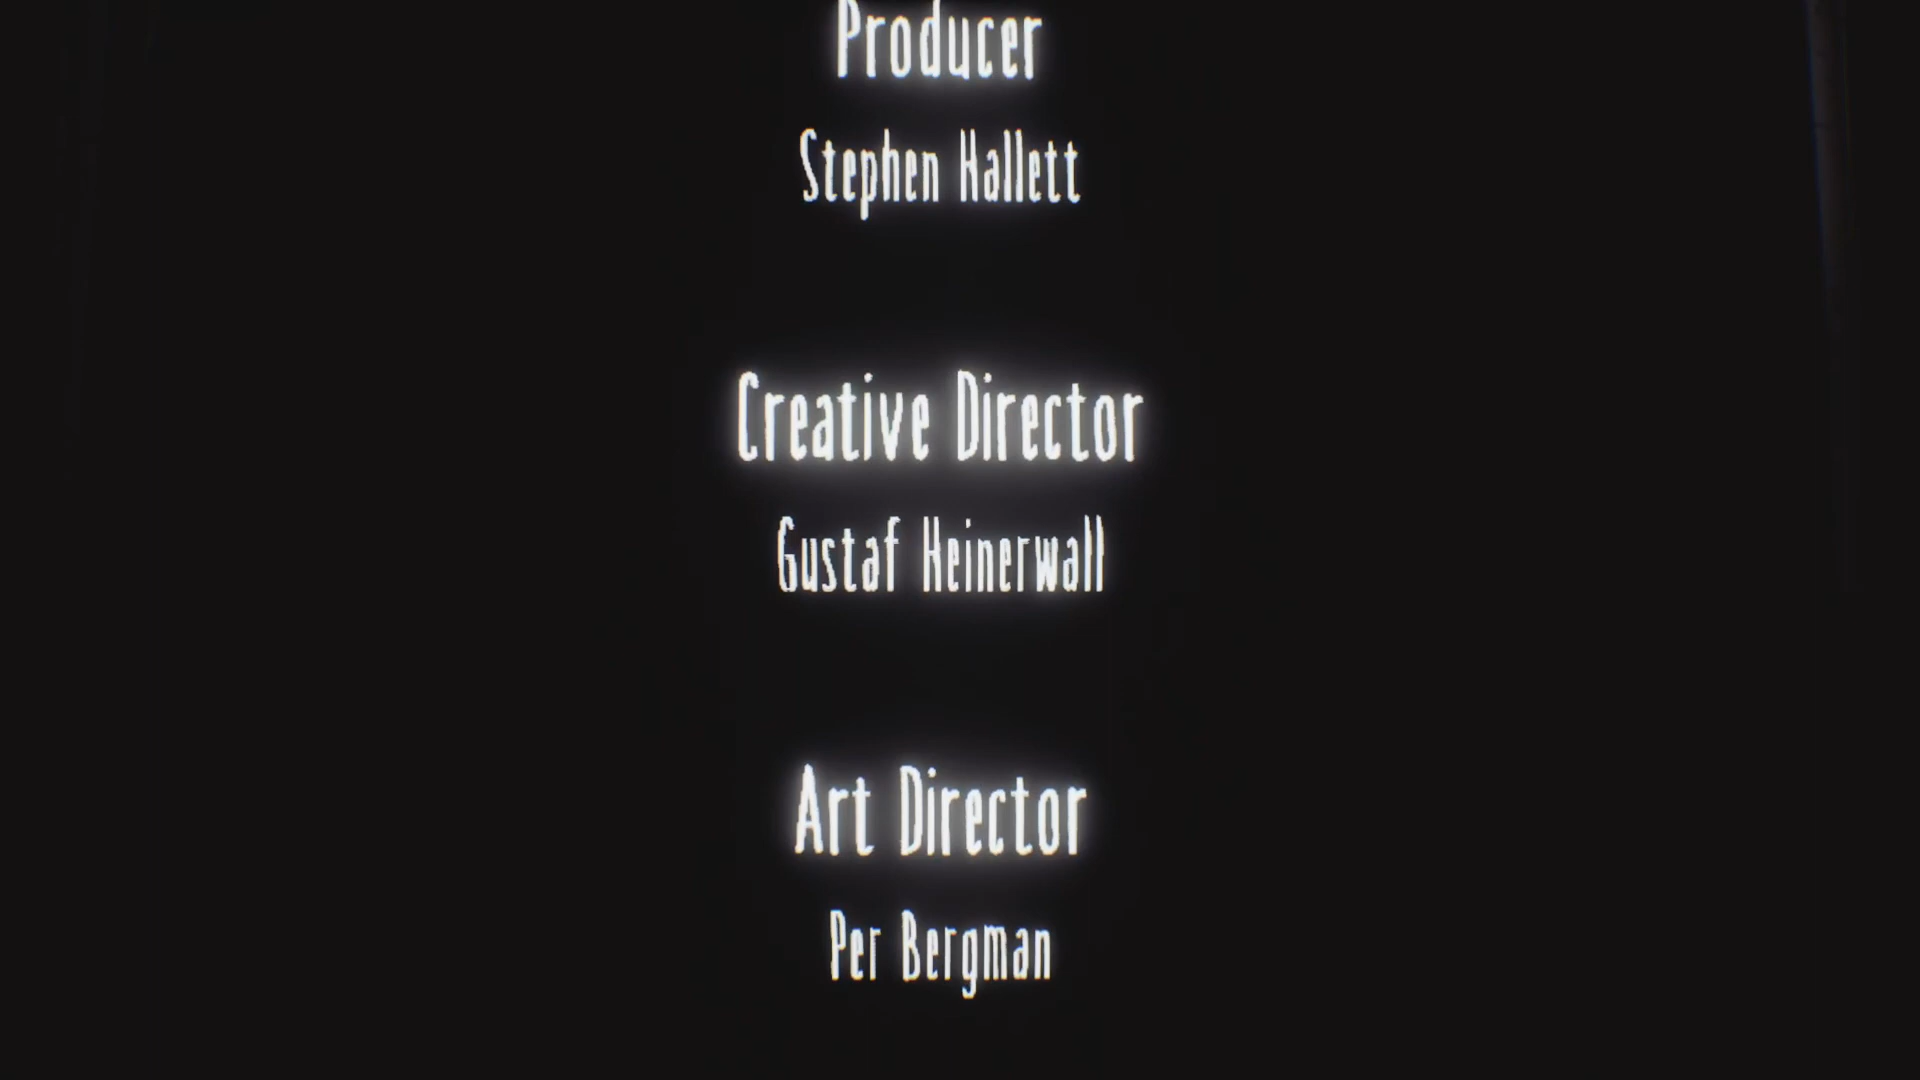 Producer
Stephen Hallett
Creative Director
Gustaf Heinerwall
Art Director
Per Bergman